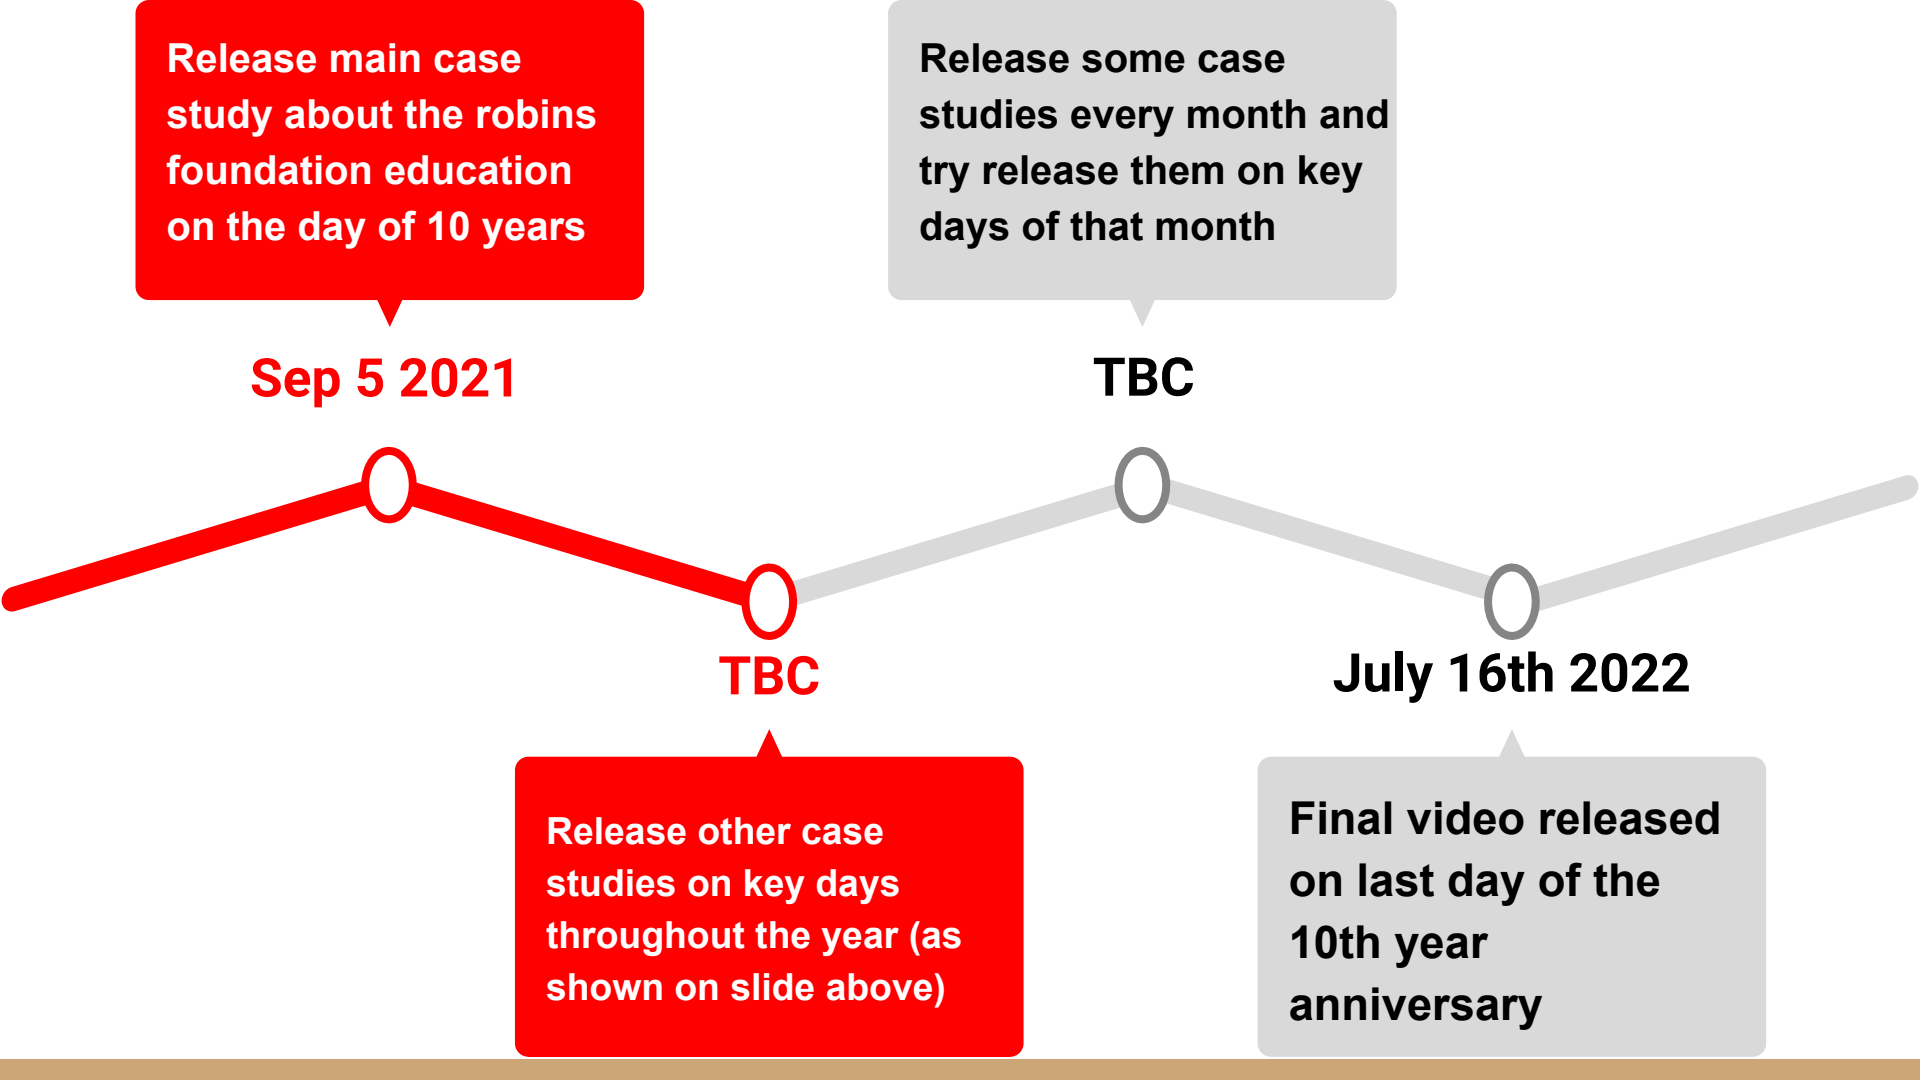 Release main case
study about the robins
foundation education
on the day of 10 years
Sep 5 2021
Release some case
studies every month and
try release them on key
days of that month
TBC
TBC
Release other case
studies on key days
throughout the year (as
shown on slide above)
July 16th 2022
Final video released
on last day of the
10th year
anniversary